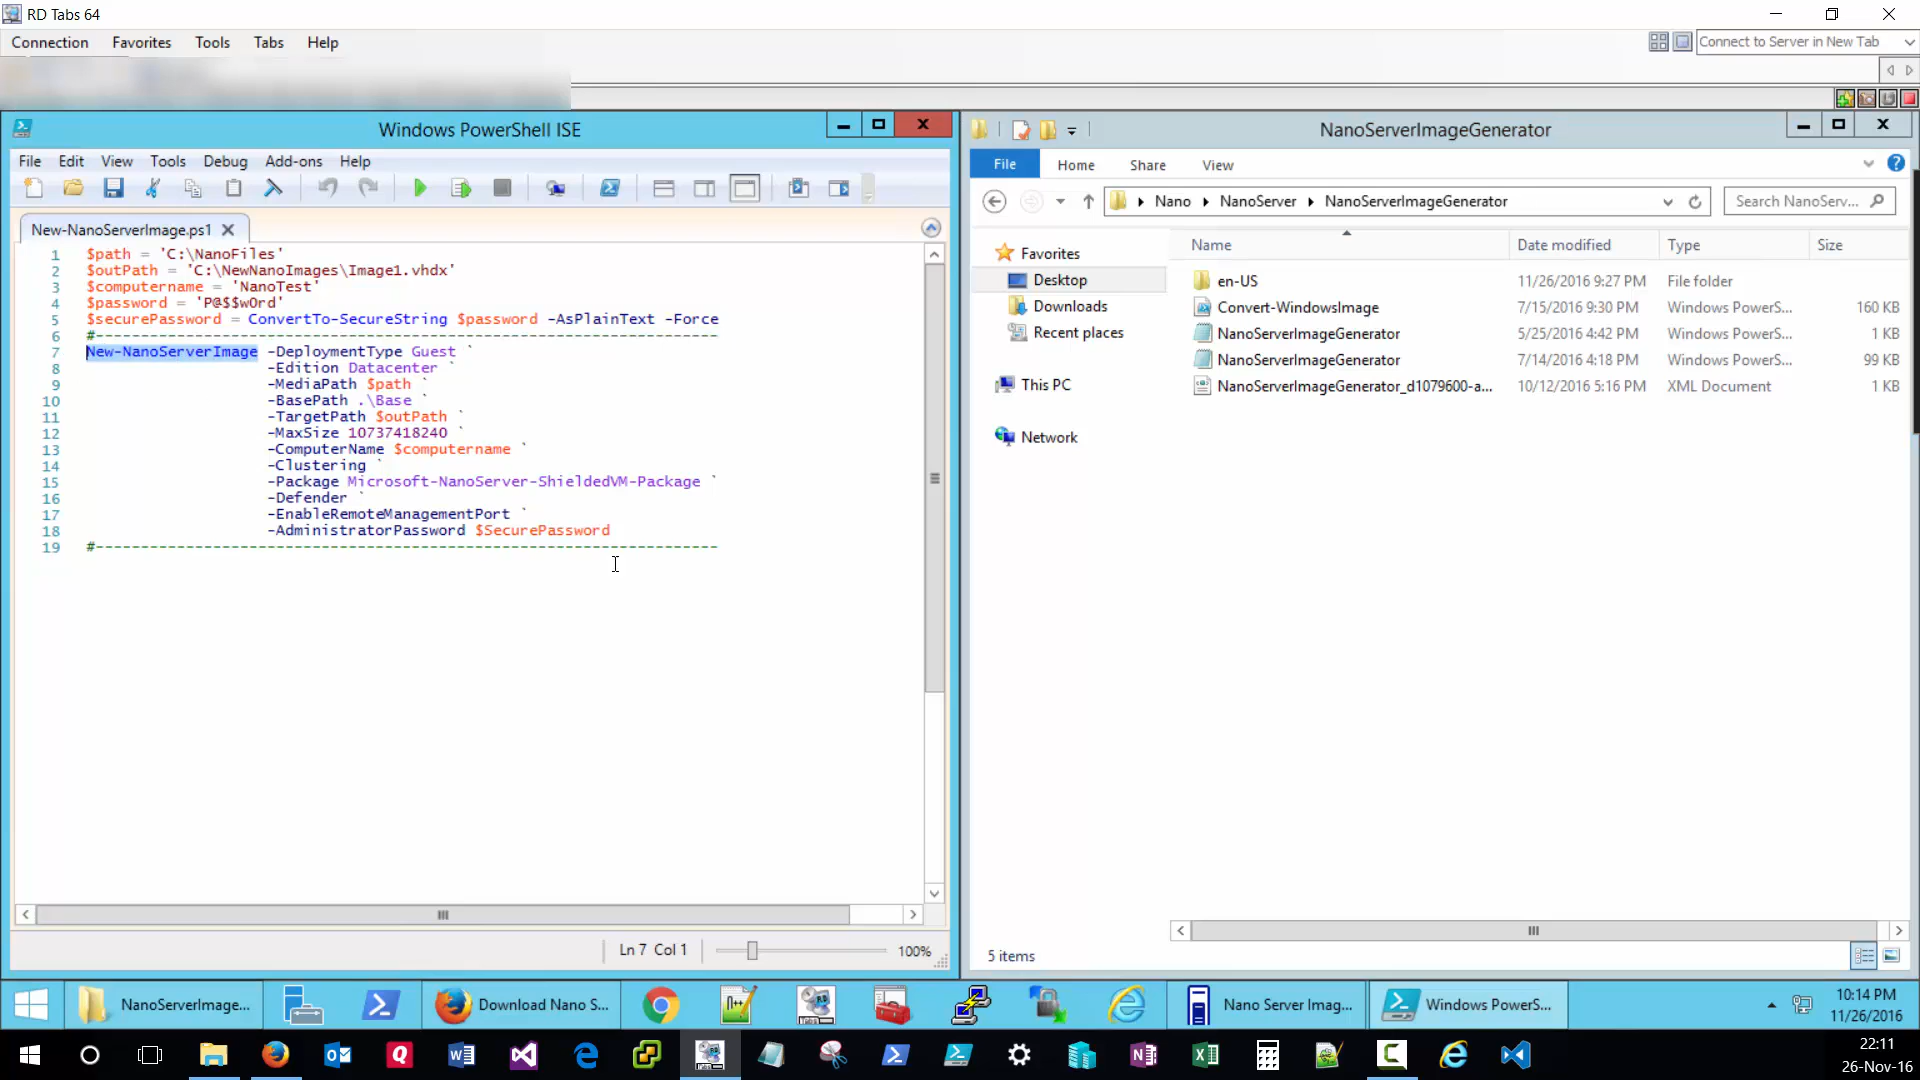 RD Tabs 64
Connection Favorites Tools Tabs Help
Connect to Server in New Tab
Windows PowerShell ISE
File Edit View Tools Debug Add-ons Help
New-NanoServerImage.ps1
1 $path = 'C:\NanoFiles'
2 $outPath = 'C:\NewNanoImages\Image1.vhdx'
3 $computername = 'NanoTest'
4 $password = 'P@$$w0rd'
5 $securePassword = ConvertTo-SecureString $password -AsPlainText -Force
6 #---------------------------------------------------------------------
7 New-NanoServerImage -DeploymentType Guest `
8 -Edition Datacenter `
9 -MediaPath $path `
10 -BasePath .\Base `
11 -TargetPath $outPath `
12 -MaxSize 10737418240 `
13 -ComputerName $computername `
14 -Clustering `
15 -Package Microsoft-NanoServer-ShieldedVM-Package `
16 -Defender `
17 -EnableRemoteManagementPort `
18 -AdministratorPassword $SecurePassword
19 #---------------------------------------------------------------------
Ln 7 Col 1
100%
NanoServerImageGenerator
File Home Share View
Nano NanoServer NanoServerImageGenerator
Search NanoServ...
Favorites
Desktop
Downloads
Recent places
This PC
Network
Name Date modified Type Size
en-US 11/26/2016 9:27 PM File folder
Convert-WindowsImage 7/15/2016 9:30 PM Windows PowerS... 160 KB
NanoServerImageGenerator 5/25/2016 4:42 PM Windows PowerS... 1 KB
NanoServerImageGenerator 7/14/2016 4:18 PM Windows PowerS... 99 KB
NanoServerImageGenerator_d1079600-a... 10/12/2016 5:16 PM XML Document 1 KB
5 items
NanoServerImage...
Download Nano S...
Nano Server Imag...
Windows PowerS...
10:14 PM
11/26/2016
22:11
26-Nov-16